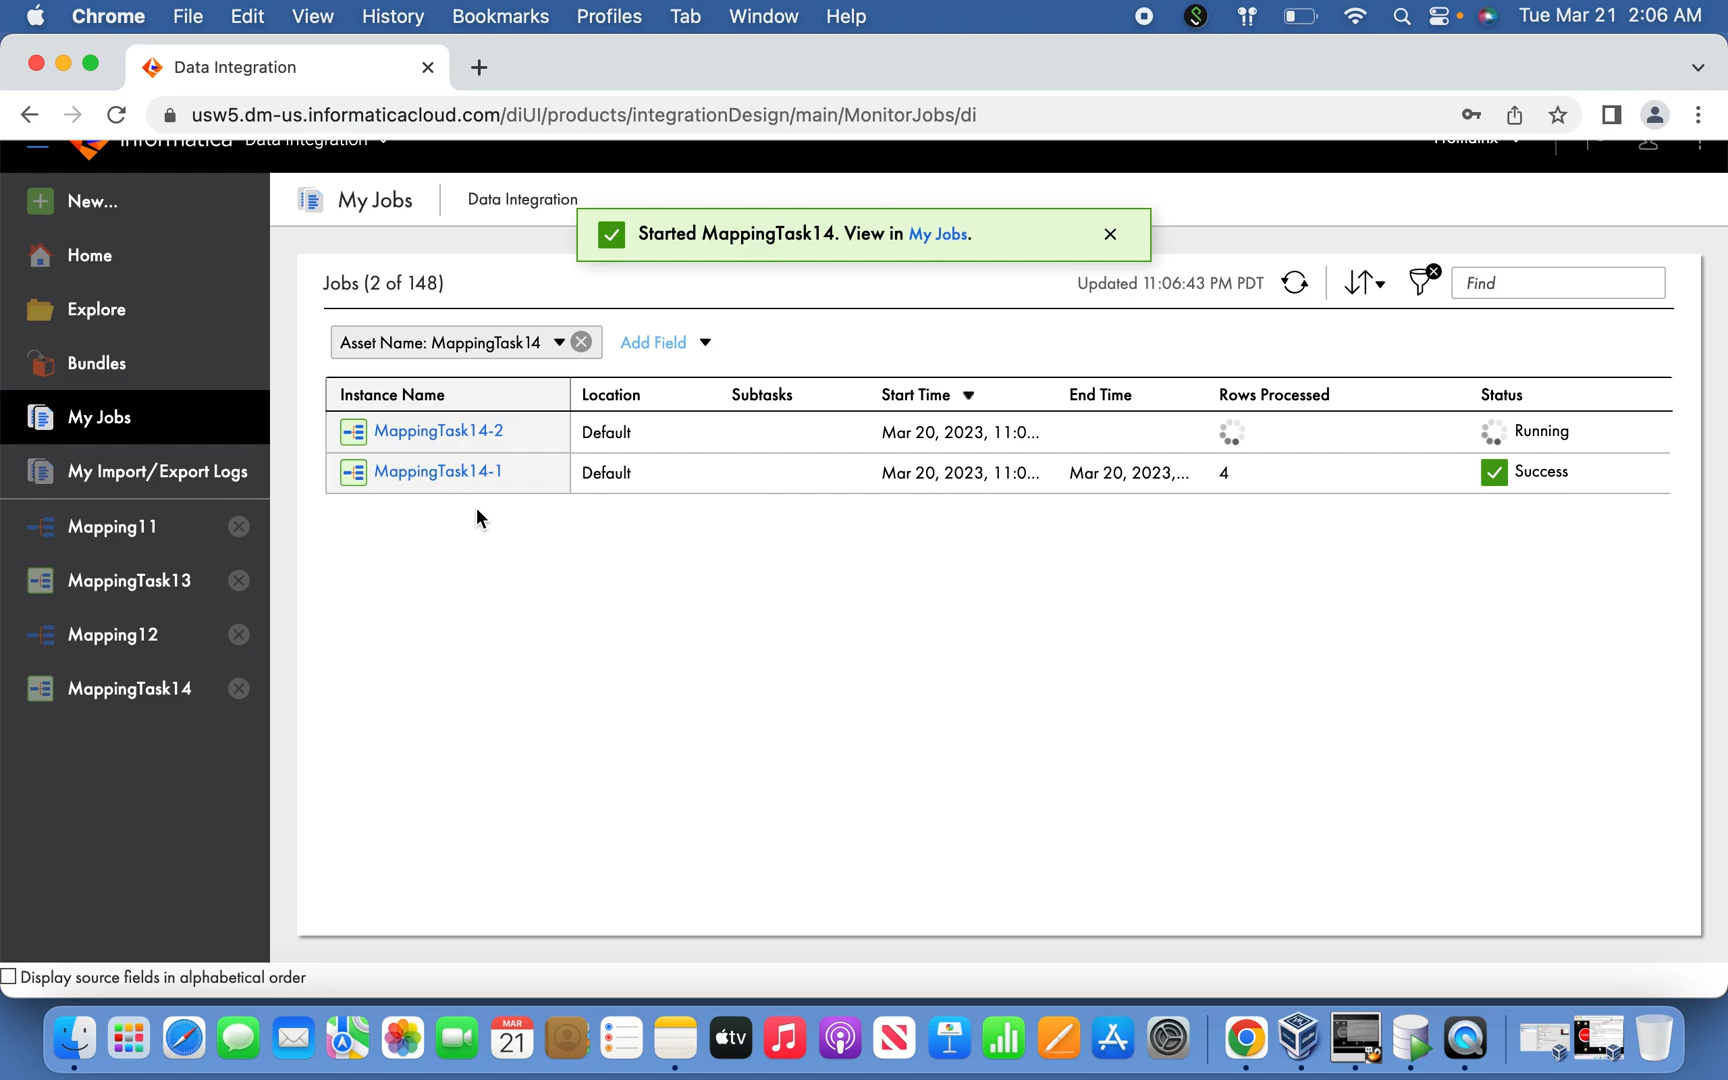 Chrome File Edit View History Bookmarks Profiles Tab Window Help Tue Mar 21 2:06 AM
Data Integration
usw5.dm-us.informaticacloud.com/diUI/products/integrationDesign/main/MonitorJobs/di
Informatica Data Integration
New...
Home
Explore
Bundles
My Jobs
My Import/Export Logs
Mapping11
MappingTask13
Mapping12
MappingTask14
My Jobs Data Integration
Started MappingTask14. View in My Jobs.
Jobs (2 of 148) Updated 11:06:43 PM PDT Find
Asset Name: MappingTask14 Add Field
Instance Name Location Subtasks Start Time End Time Rows Processed Status
MappingTask14-2 Default Mar 20, 2023, 11:0... Running
MappingTask14-1 Default Mar 20, 2023, 11:0... Mar 20, 2023,... 4 Success
Display source fields in alphabetical order
MAR
21
tv